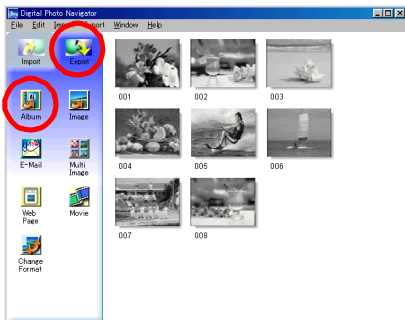 Digital Photo Navigator
File Edit Import Window Help
Import Export
Album Image
E-Mail Multi Image
Web Page Movie
Change Format
001 002 003
004 005 006
007 008